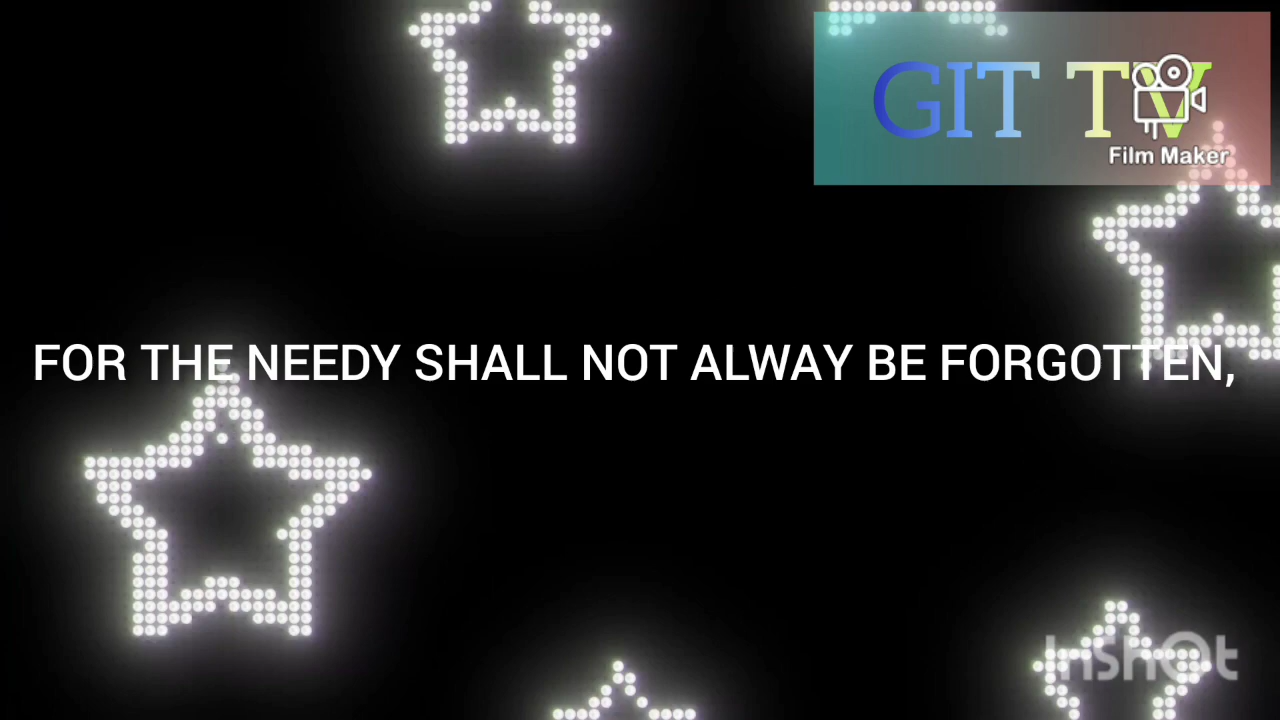 GIT TV
Film Maker
FOR THE NEEDY SHALL NOT ALWAY BE FORGOTTEN,
InShOt